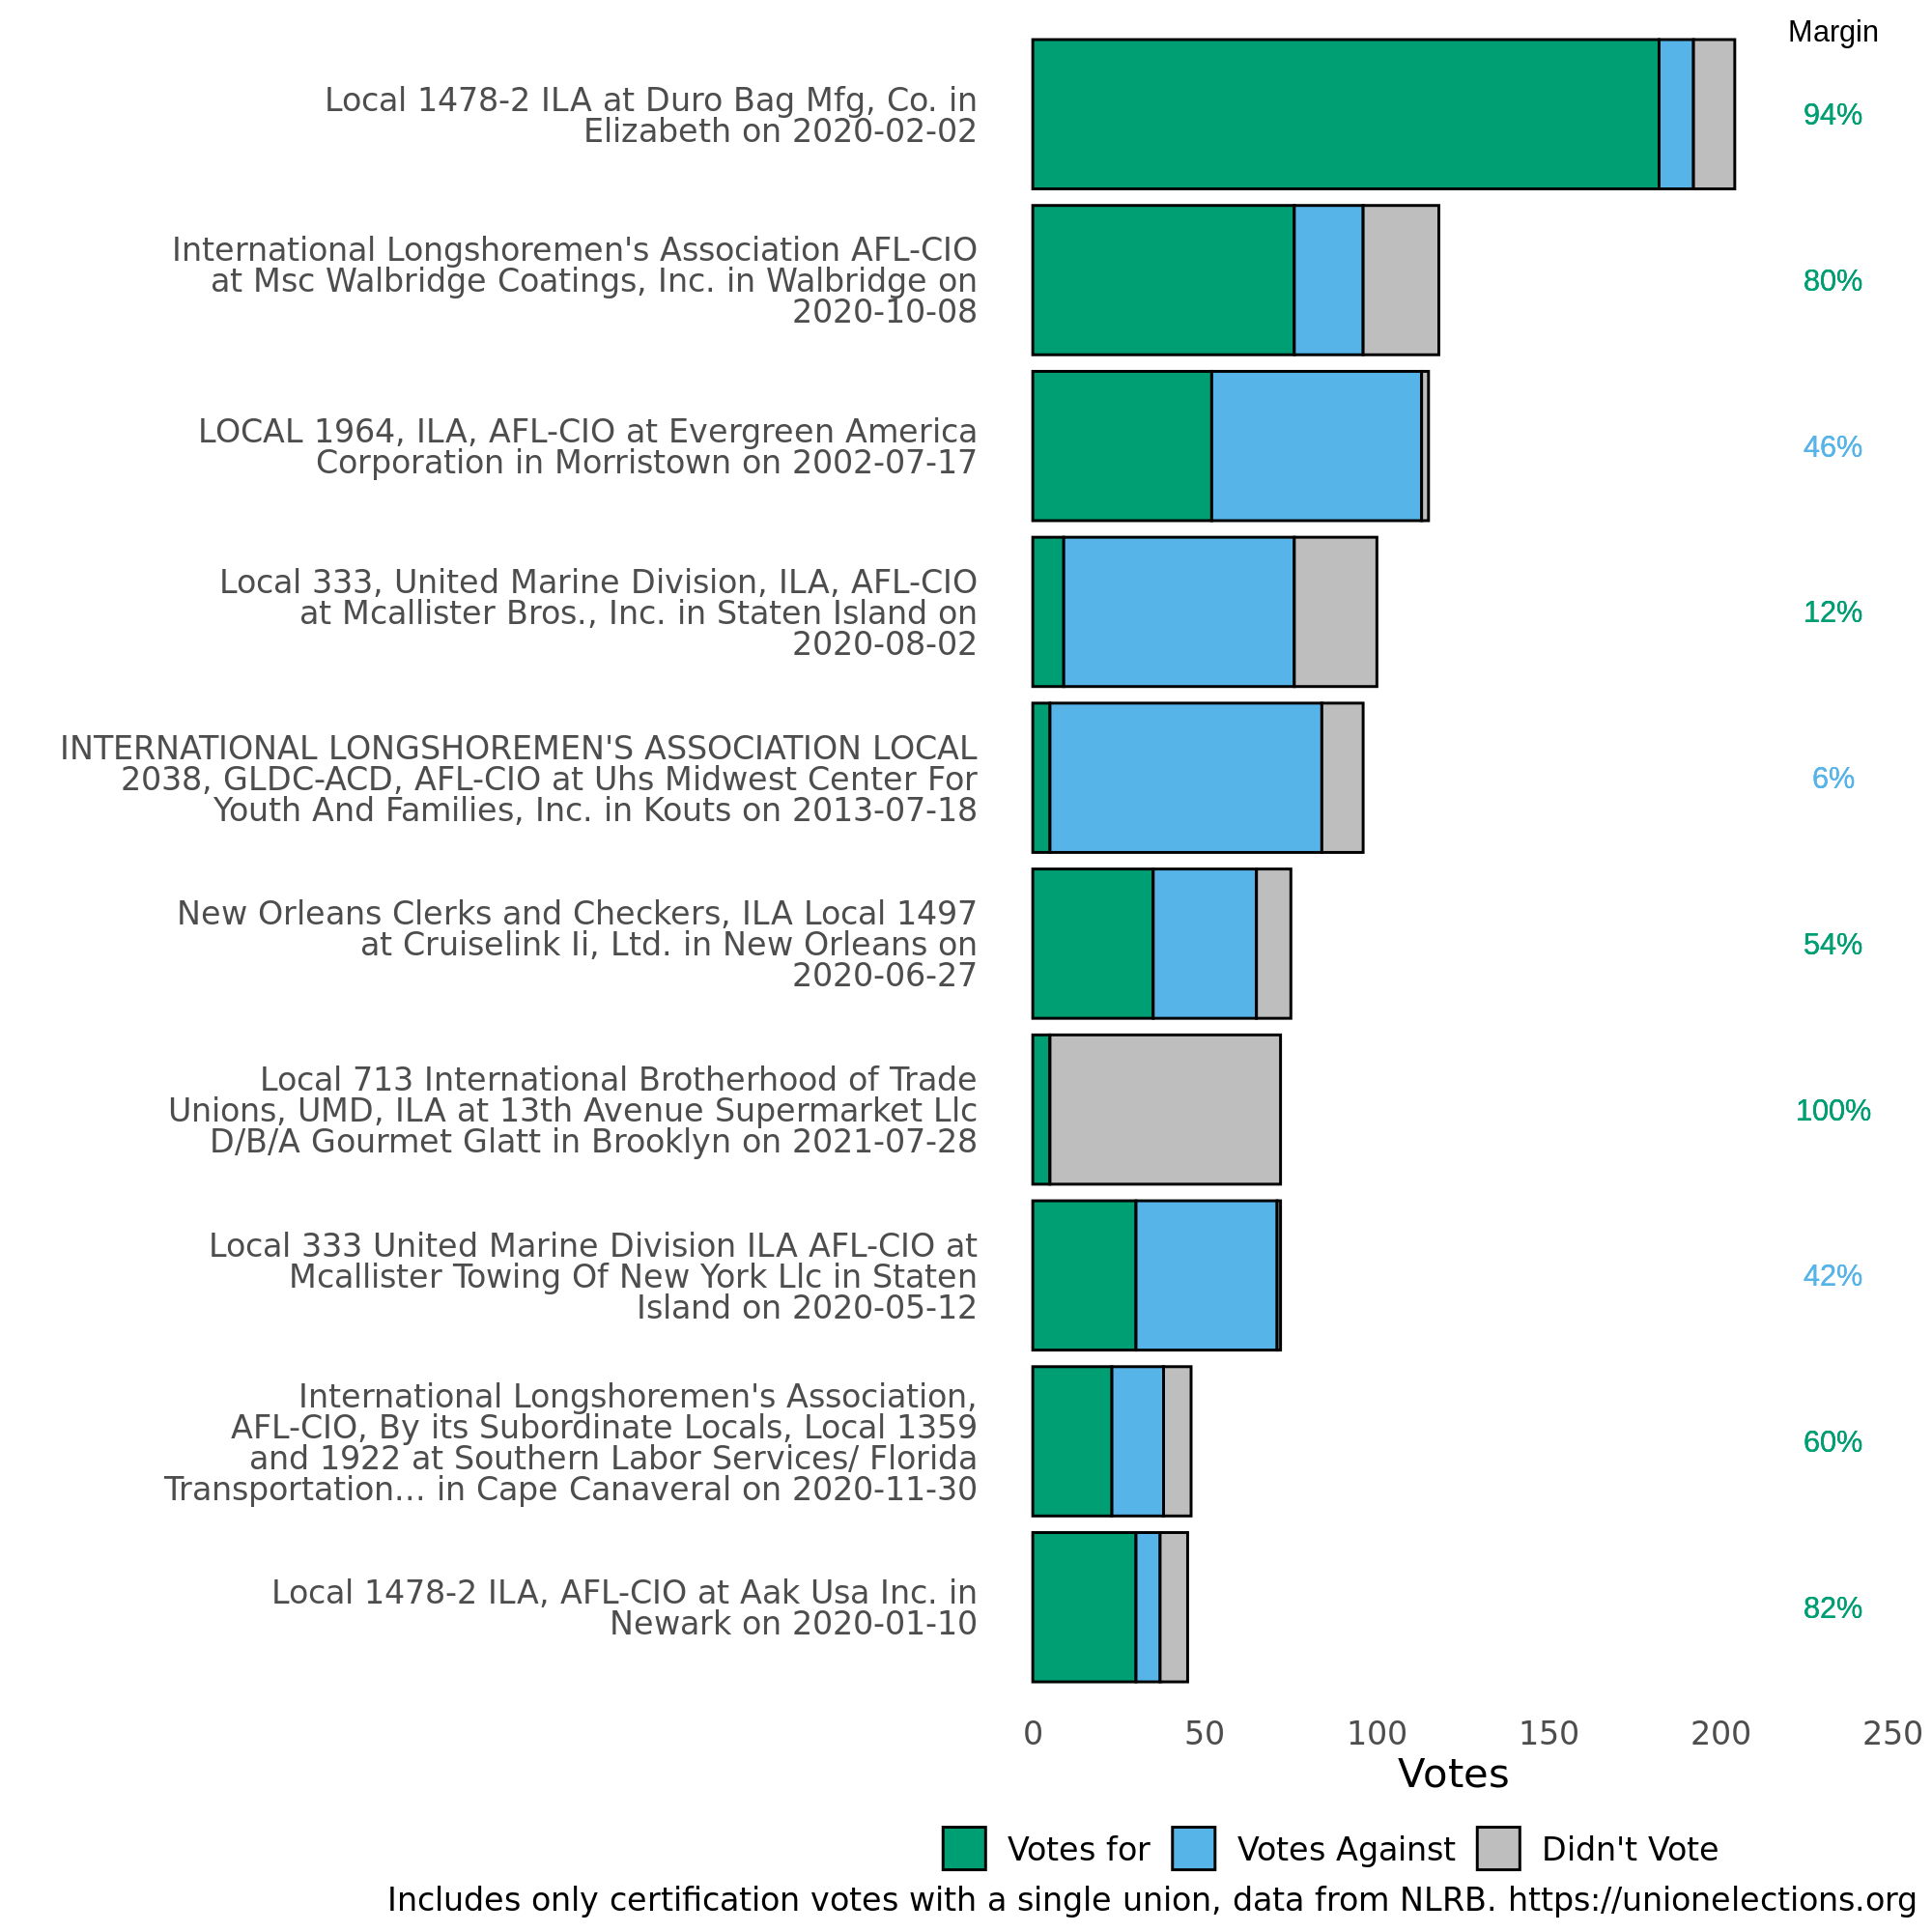 Margin
Local 1478-2 ILA at Duro Bag Mfg, Co. in
Elizabeth on 2020-02-02
94%
International Longshoremen's Association AFL-CIO
at Msc Walbridge Coatings, Inc. in Walbridge on
2020-10-08
80%
LOCAL 1964, ILA, AFL-CIO at Evergreen America
Corporation in Morristown on 2002-07-17
46%
Local 333, United Marine Division, ILA, AFL-CIO
at Mcallister Bros., Inc. in Staten Island on
2020-08-02
12%
INTERNATIONAL LONGSHOREMEN'S ASSOCIATION LOCAL
2038, GLDC-ACD, AFL-CIO at Uhs Midwest Center For
Youth And Families, Inc. in Kouts on 2013-07-18
6%
New Orleans Clerks and Checkers, ILA Local 1497
at Cruiselink Ii, Ltd. in New Orleans on
2020-06-27
54%
Local 713 International Brotherhood of Trade
Unions, UMD, ILA at 13th Avenue Supermarket Llc
D/B/A Gourmet Glatt in Brooklyn on 2021-07-28
100%
Local 333 United Marine Division ILA AFL-CIO at
Mcallister Towing Of New York Llc in Staten
Island on 2020-05-12
42%
International Longshoremen's Association,
AFL-CIO, By its Subordinate Locals, Local 1359
and 1922 at Southern Labor Services/ Florida
Transportation... in Cape Canaveral on 2020-11-30
60%
Local 1478-2 ILA, AFL-CIO at Aak Usa Inc. in
Newark on 2020-01-10
82%
0 50 100 150 200 250
Votes
Votes for Votes Against Didn't Vote
Includes only certification votes with a single union, data from NLRB. https://unionelections.org